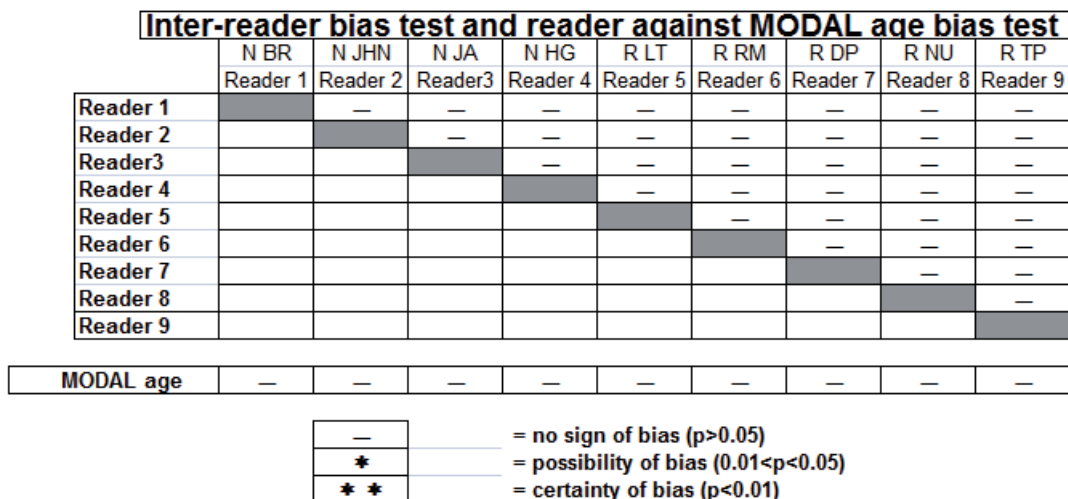 Inter-reader bias test and reader against MODAL age bias test
N BR N JHN N JA N HG R LT R RM R DP R NU R TP
Reader 1 Reader 2 Reader3 Reader 4 Reader 5 Reader 6 Reader 7 Reader 8 Reader 9
Reader 1 — — — — — — — —
Reader 2 — — — — — — —
Reader3 — — — — — —
Reader 4 — — — — —
Reader 5 — — — —
Reader 6 — — —
Reader 7 — —
Reader 8 —
Reader 9
MODAL age — — — — — — — — —
— = no sign of bias (p>0.05)
* = possibility of bias (0.01<p<0.05)
* * = certainty of bias (p<0.01)